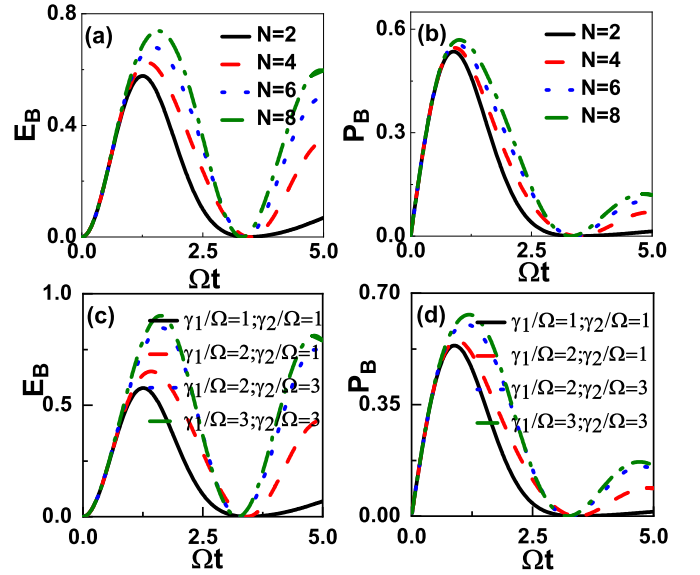 (a)
0.8
0.4
0.0
E_B
N=2
N=4
N=6
N=8
0.0
2.5
5.0
Ωt
(b)
0.6
0.3
0.0
P_B
N=2
N=4
N=6
N=8
0.0
2.5
5.0
Ωt
(c)
1.0
0.5
0.0
E_B
γ1/Ω=1;γ2/Ω=1
γ1/Ω=2;γ2/Ω=1
γ1/Ω=2;γ2/Ω=3
γ1/Ω=3;γ2/Ω=3
0.0
2.5
5.0
Ωt
(d)
0.70
0.35
0.00
P_B
γ1/Ω=1;γ2/Ω=1
γ1/Ω=2;γ2/Ω=1
γ1/Ω=2;γ2/Ω=3
γ1/Ω=3;γ2/Ω=3
0.0
2.5
5.0
Ωt